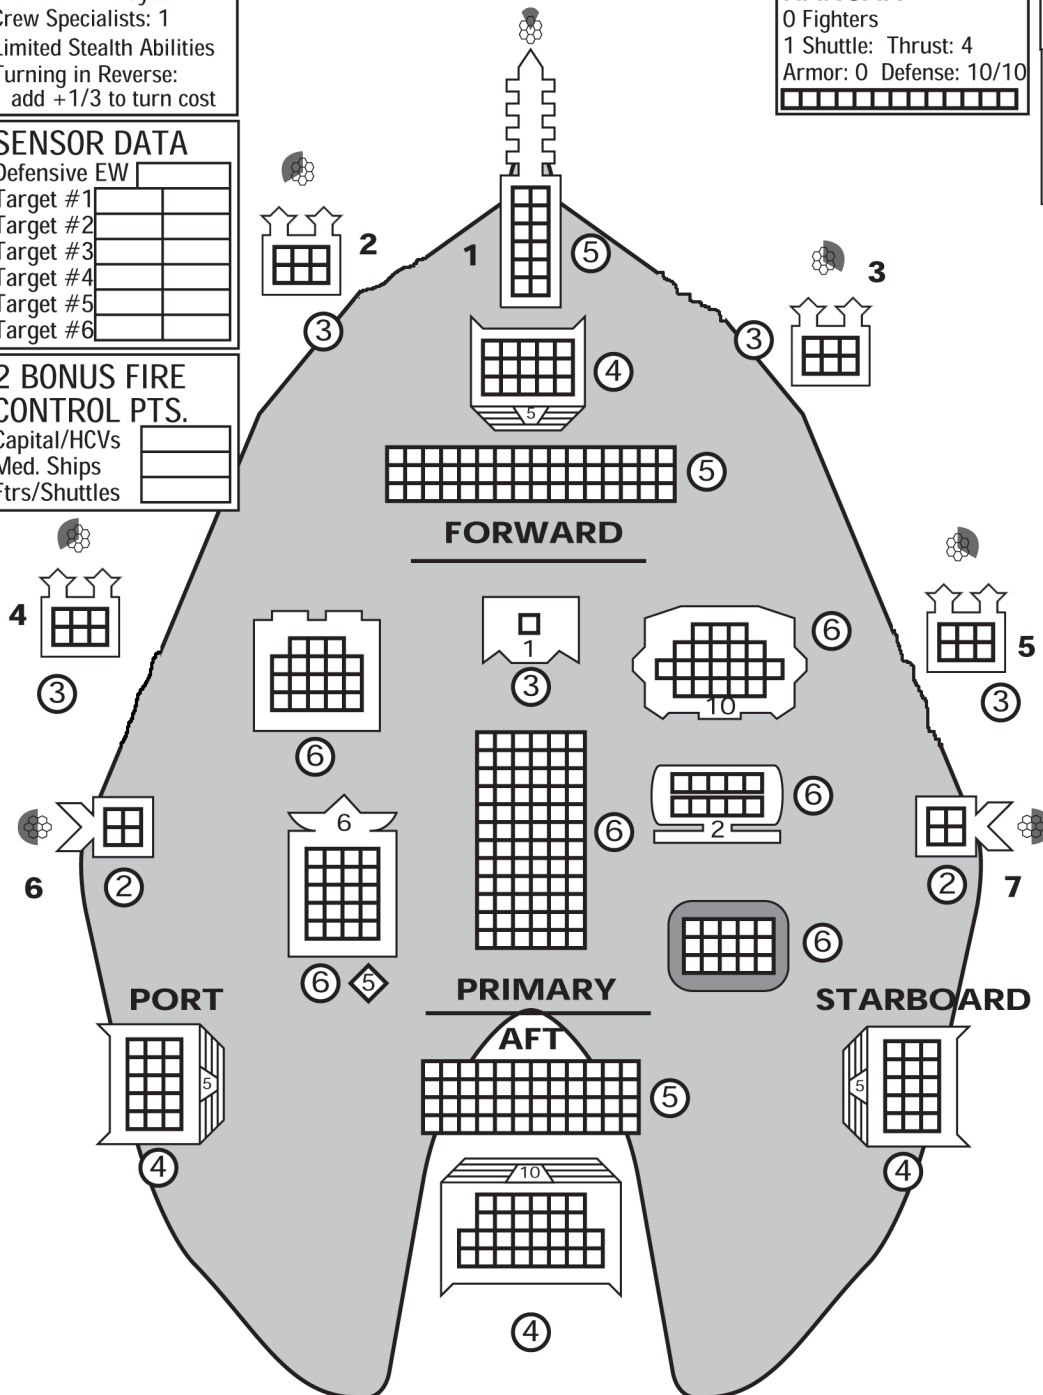 Crew Specialists: 1
Limited Stealth Abilities
Turning in Reverse:
add +1/3 to turn cost
SENSOR DATA
Defensive EW
Target #1
Target #2
Target #3
Target #4
Target #5
Target #6
2 BONUS FIRE
CONTROL PTS.
Capital/HCVs
Med. Ships
Ftrs/Shuttles
0 Fighters
1 Shuttle: Thrust: 4
Armor: 0 Defense: 10/10
2
1
5
3
3
3
4
5
5
FORWARD
4
3
1
3
6
10
5
3
6
6
6
2
6
6
2
2
7
6
5
6
PORT
PRIMARY
STARBOARD
AFT
5
5
5
4
4
10
4